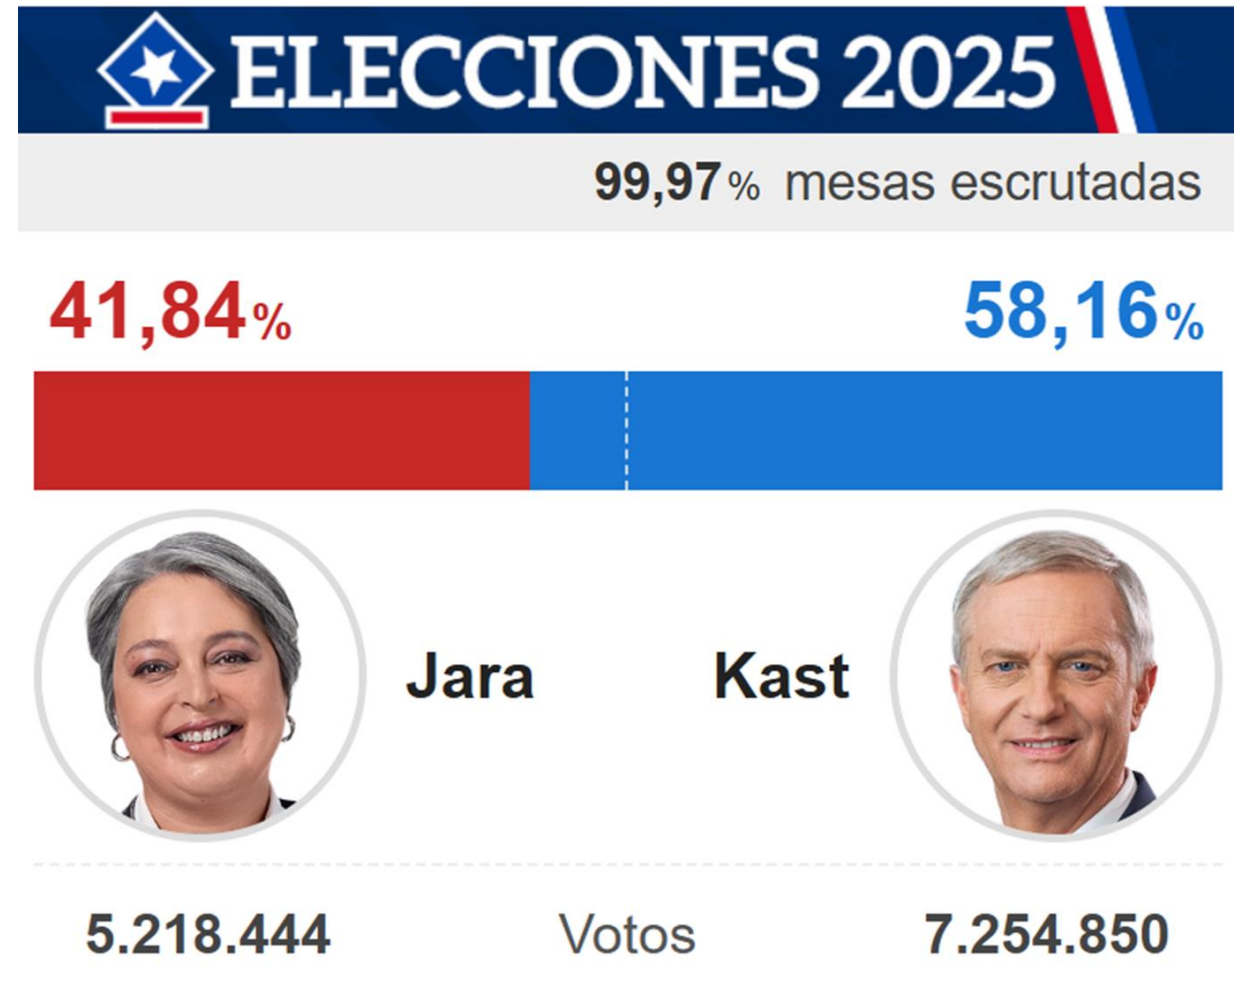 ELECCIONES 2025
99,97% mesas escrutadas
41,84% 58,16%
Jara Kast
5.218.444 Votos 7.254.850